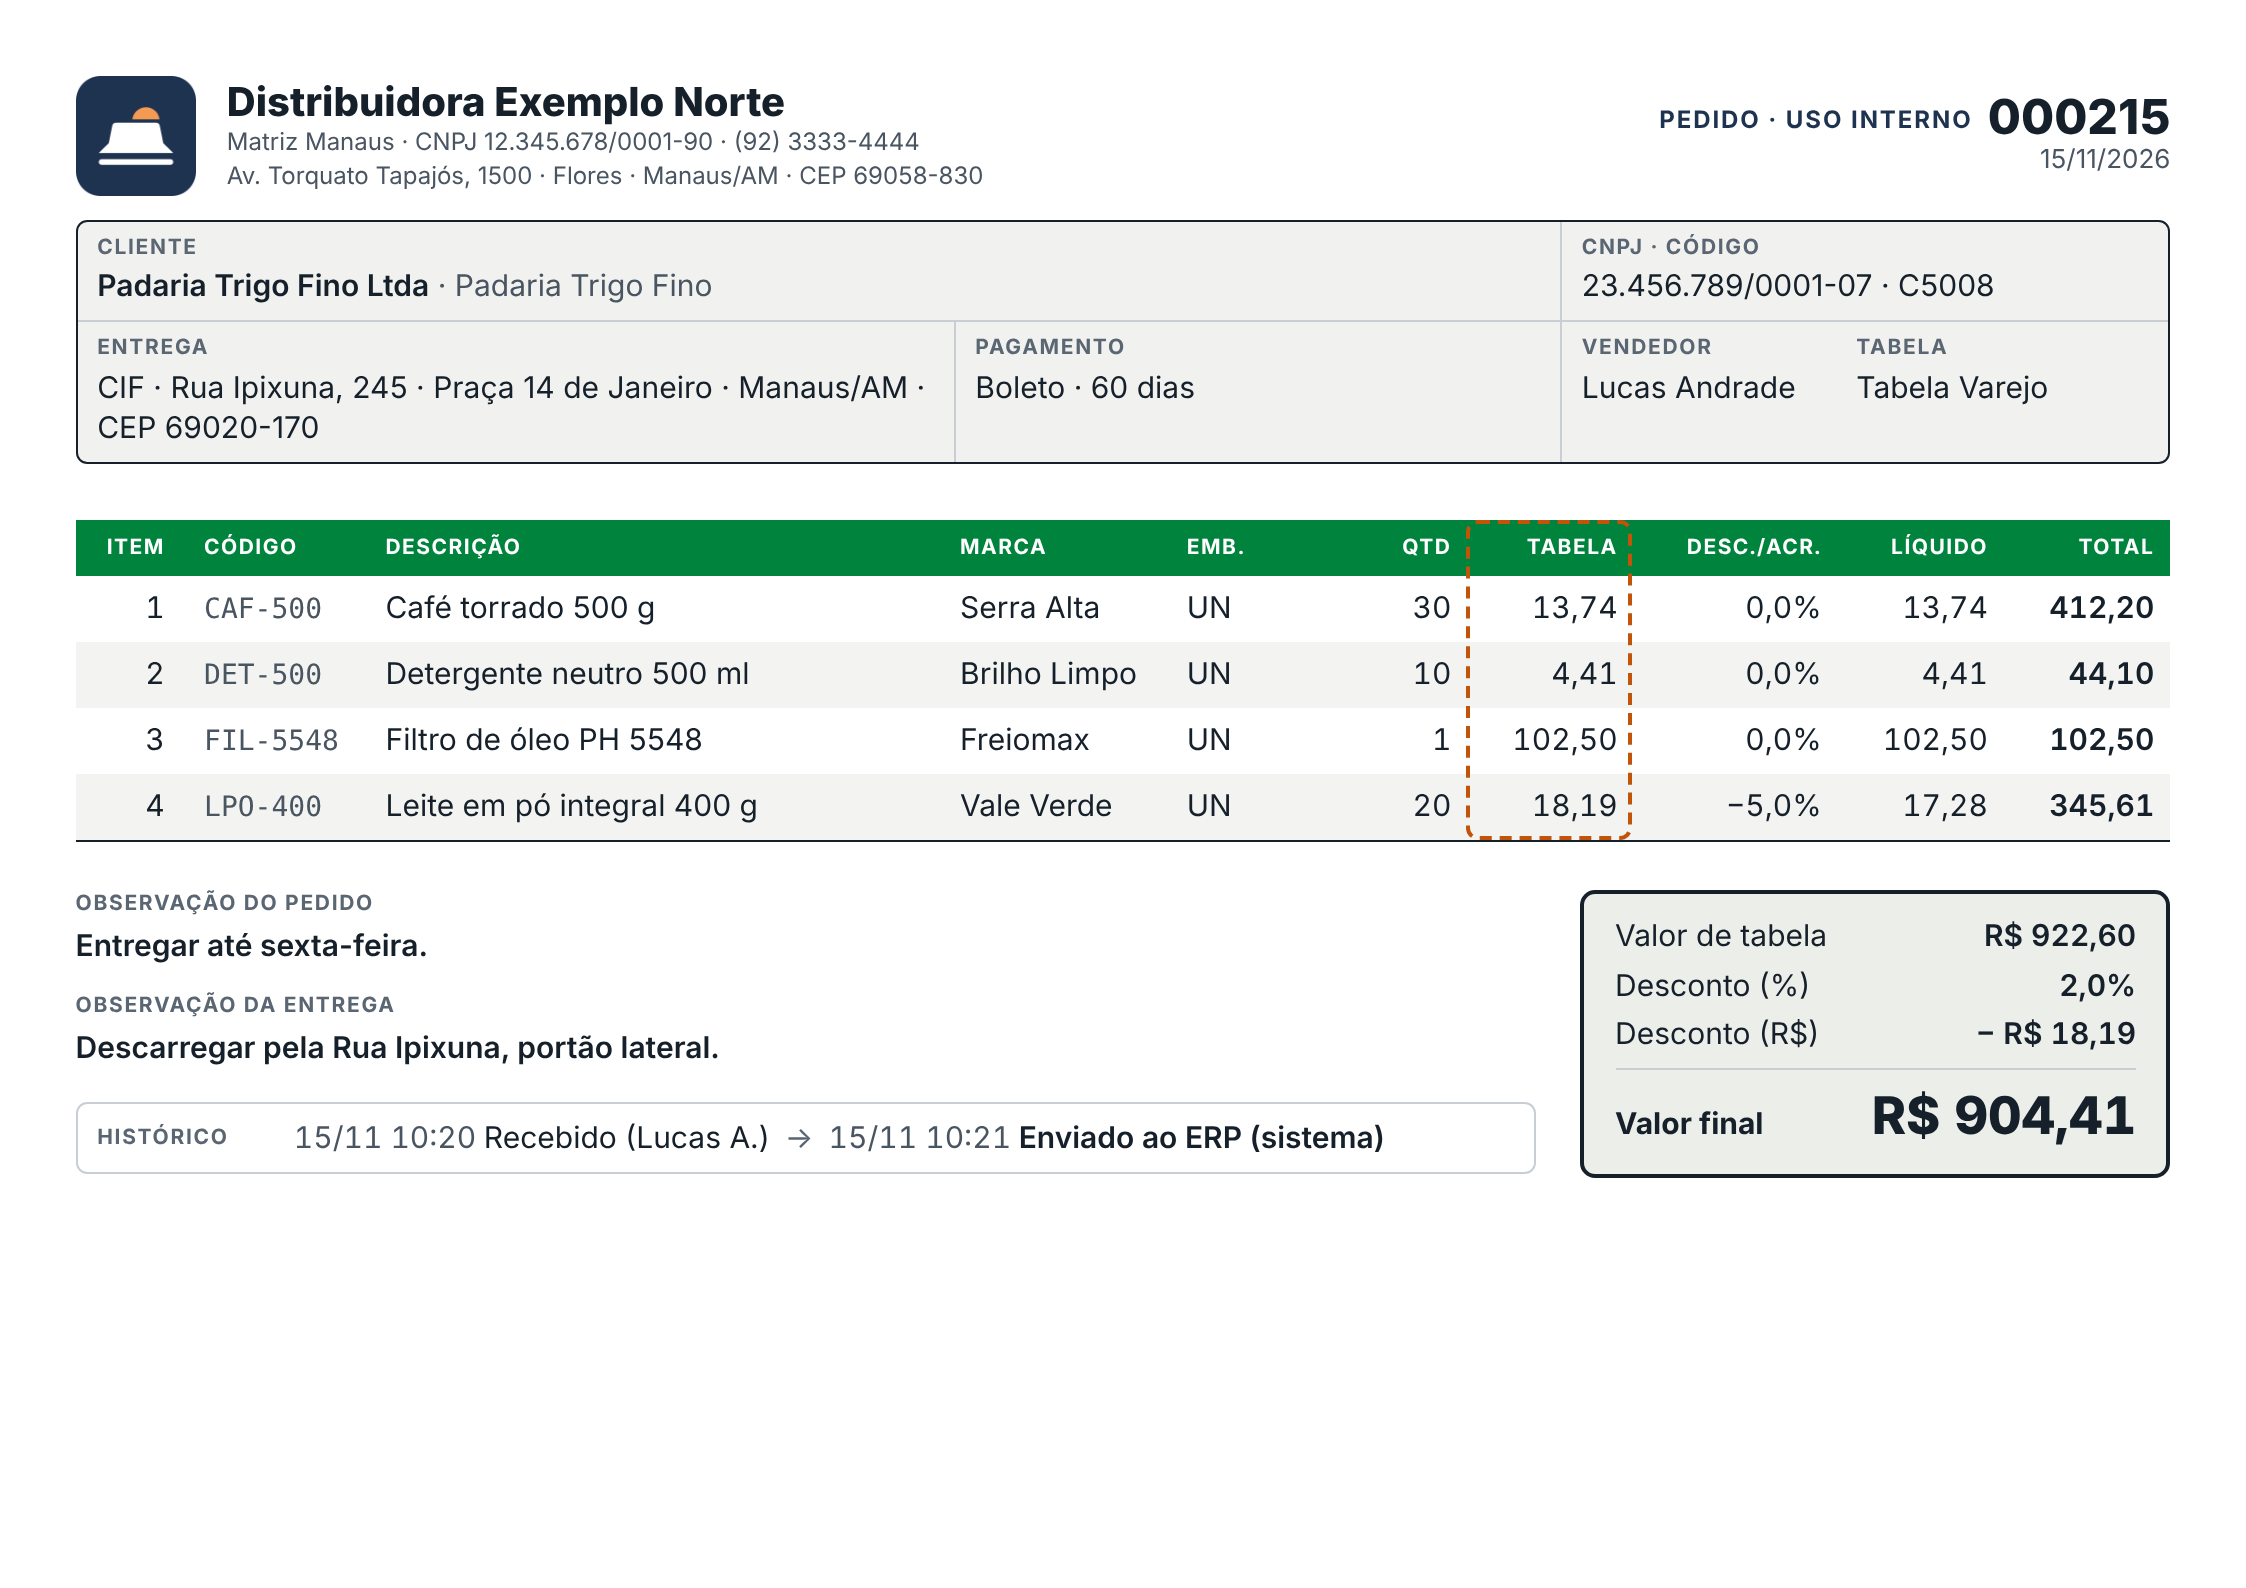 Distribuidora Exemplo Norte
Matriz Manaus · CNPJ 12.345.678/0001-90 · (92) 3333-4444
Av. Torquato Tapajós, 1500 · Flores · Manaus/AM · CEP 69058-830
PEDIDO · USO INTERNO 000215
15/11/2026
CLIENTE
Padaria Trigo Fino Ltda · Padaria Trigo Fino
CNPJ · CÓDIGO
23.456.789/0001-07 · C5008
ENTREGA
CIF · Rua Ipixuna, 245 · Praça 14 de Janeiro · Manaus/AM ·
CEP 69020-170
PAGAMENTO
Boleto · 60 dias
VENDEDOR
Lucas Andrade
TABELA
Tabela Varejo
ITEM CÓDIGO DESCRIÇÃO MARCA EMB. QTD TABELA DESC./ACR. LÍQUIDO TOTAL
1 CAF-500 Café torrado 500 g Serra Alta UN 30 13,74 0,0% 13,74 412,20
2 DET-500 Detergente neutro 500 ml Brilho Limpo UN 10 4,41 0,0% 4,41 44,10
3 FIL-5548 Filtro de óleo PH 5548 Freiomax UN 1 102,50 0,0% 102,50 102,50
4 LPO-400 Leite em pó integral 400 g Vale Verde UN 20 18,19 −5,0% 17,28 345,61
OBSERVAÇÃO DO PEDIDO
Entregar até sexta-feira.
OBSERVAÇÃO DA ENTREGA
Descarregar pela Rua Ipixuna, portão lateral.
HISTÓRICO 15/11 10:20 Recebido (Lucas A.) → 15/11 10:21 Enviado ao ERP (sistema)
Valor de tabela R$ 922,60
Desconto (%) 2,0%
Desconto (R$) − R$ 18,19
Valor final R$ 904,41